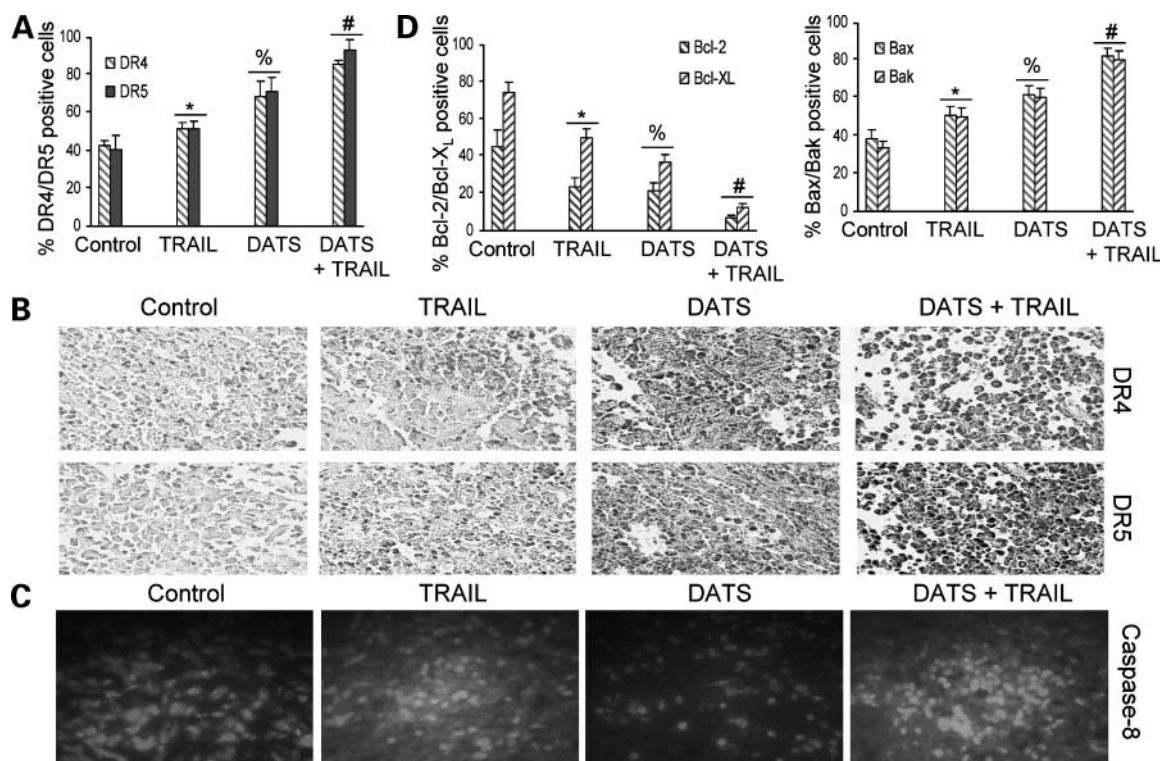 A
% DR4/DR5 positive cells
100
80
60
40
20
0
DR4
DR5
*
%
#
Control
TRAIL
DATS
DATS
+ TRAIL
D
% Bcl-2/Bcl-XL positive cells
100
80
60
40
20
0
Bcl-2
Bcl-XL
*
%
#
Control
TRAIL
DATS
DATS
+ TRAIL
% Bax/Bak positive cells
100
80
60
40
20
0
Bax
Bak
*
%
#
Control
TRAIL
DATS
DATS
+ TRAIL
B
Control
TRAIL
DATS
DATS + TRAIL
DR4
DR5
C
Control
TRAIL
DATS
DATS + TRAIL
Caspase-8